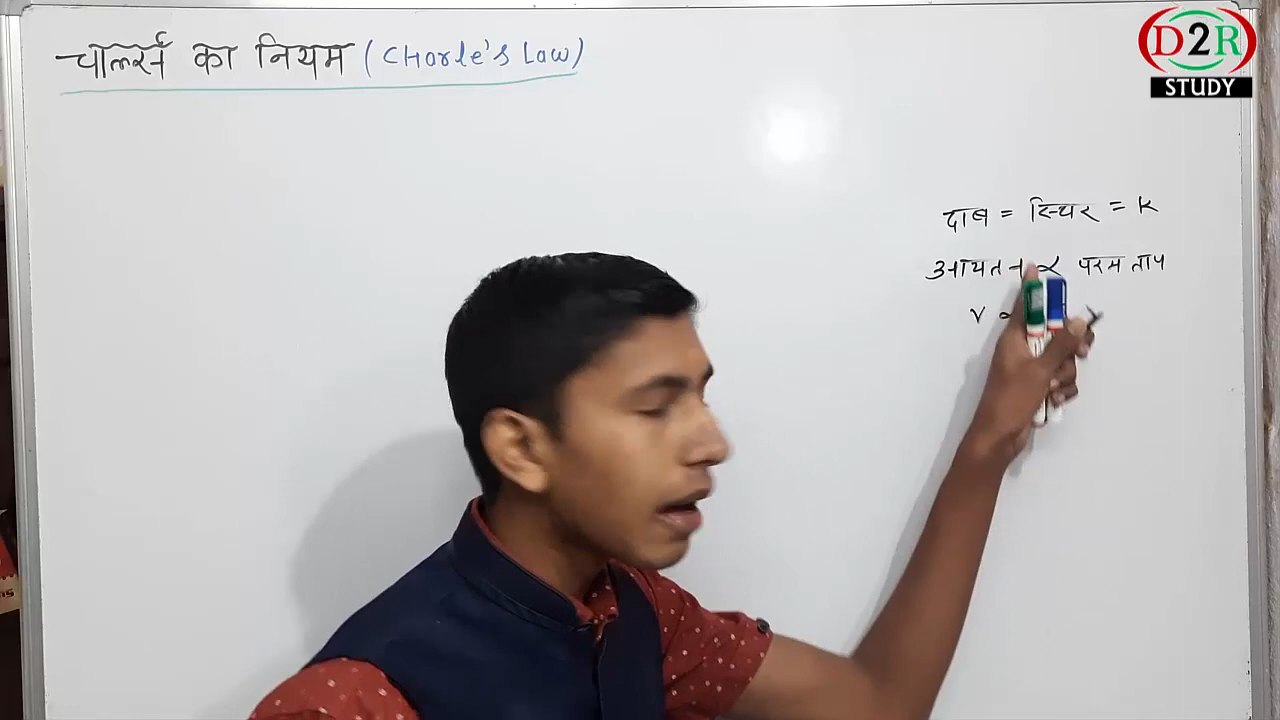 चार्ल्स का नियम (CHarle's Law)
D2R
STUDY
दाब = स्थिर = K
आयतन ∝ परम ताप
V ∝